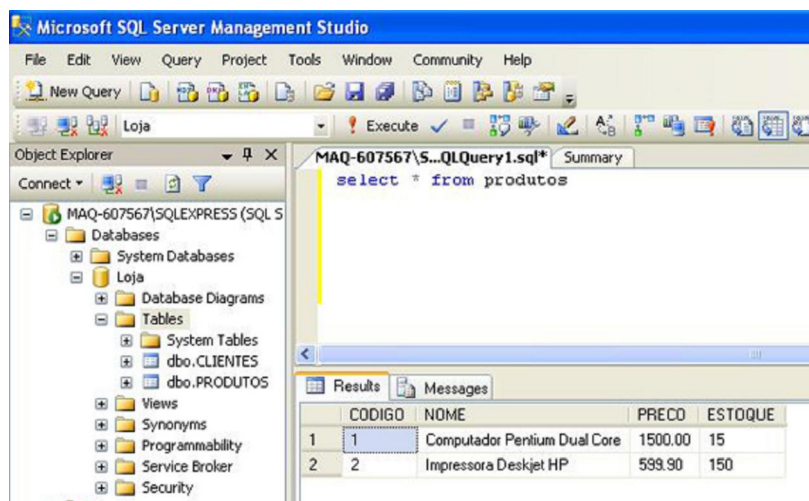 Microsoft SQL Server Management Studio
File Edit View Query Project Tools Window Community Help
New Query
Loja Execute
Object Explorer
Connect
MAQ-607567\SQLEXPRESS (SQL S
Databases
System Databases
Loja
Database Diagrams
Tables
System Tables
dbo.CLIENTES
dbo.PRODUTOS
Views
Synonyms
Programmability
Service Broker
Security
MAQ-607567\S...QLQuery1.sql* Summary
select * from produtos
Results Messages
CODIGO NOME PRECO ESTOQUE
1 1 Computador Pentium Dual Core 1500.00 15
2 2 Impressora Deskjet HP 599.90 150